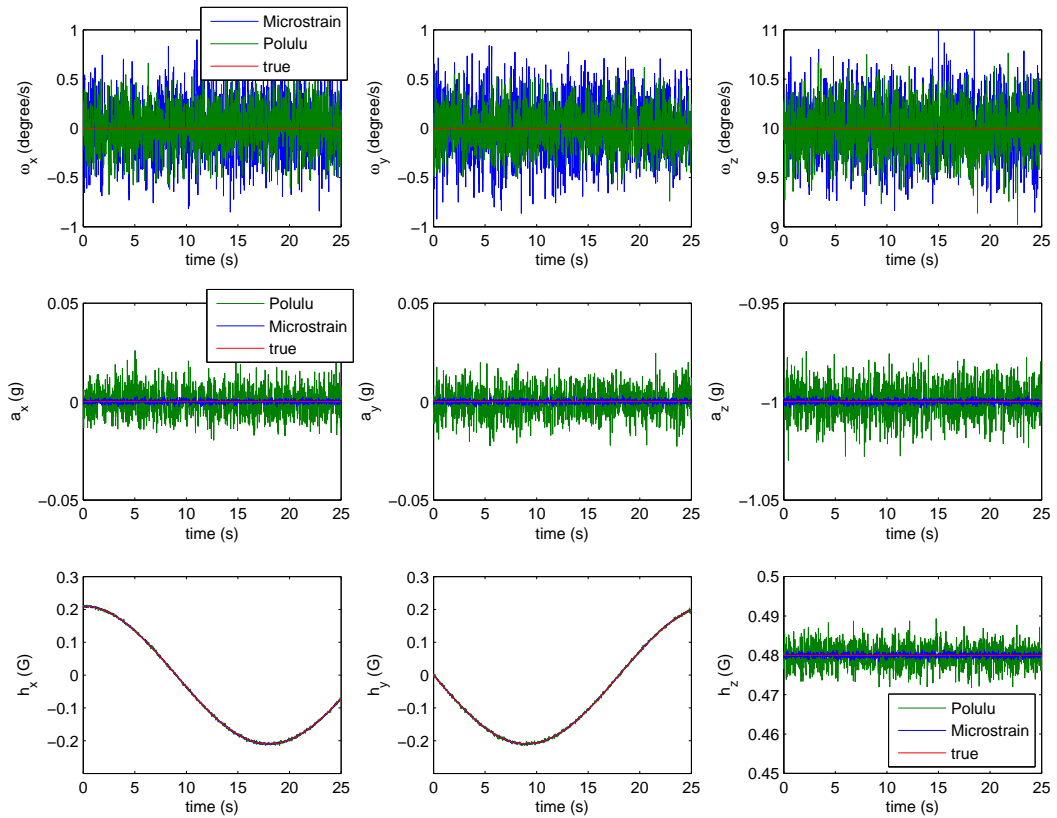 Microstrain
Polulu
true
1
0.5
0
−0.5
−1
ω_x (degree/s)
0 5 10 15 20 25
time (s)
1
0.5
0
−0.5
−1
ω_y (degree/s)
0 5 10 15 20 25
time (s)
11
10.5
10
9.5
9
ω_z (degree/s)
0 5 10 15 20 25
time (s)
Polulu
Microstrain
true
0.05
0
−0.05
a_x (g)
0 5 10 15 20 25
time (s)
0.05
0
−0.05
a_y (g)
0 5 10 15 20 25
time (s)
−0.95
−1
−1.05
a_z (g)
0 5 10 15 20 25
time (s)
0.3
0.2
0.1
0
−0.1
−0.2
h_x (G)
0 5 10 15 20 25
time (s)
0.3
0.2
0.1
0
−0.1
−0.2
h_y (G)
0 5 10 15 20 25
time (s)
0.5
0.49
0.48
0.47
0.46
0.45
h_z (G)
Polulu
Microstrain
true
0 5 10 15 20 25
time (s)